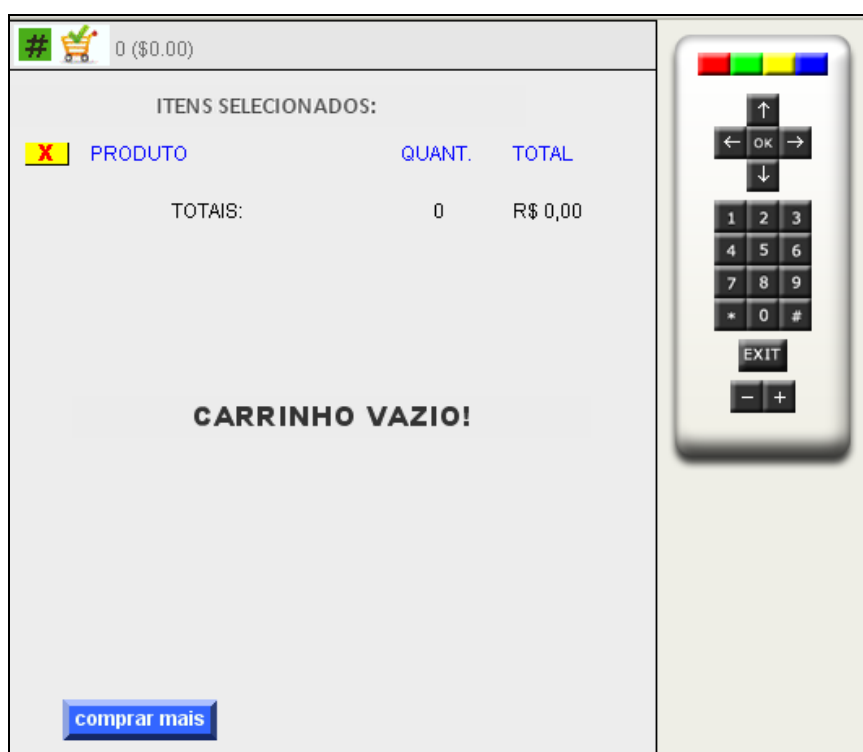 # 0 ($0.00)
ITENS SELECIONADOS:
X PRODUTO QUANT. TOTAL
TOTAIS: 0 R$ 0,00
CARRINHO VAZIO!
comprar mais
↑
← OK →
↓
1 2 3
4 5 6
7 8 9
* 0 #
EXIT
− +